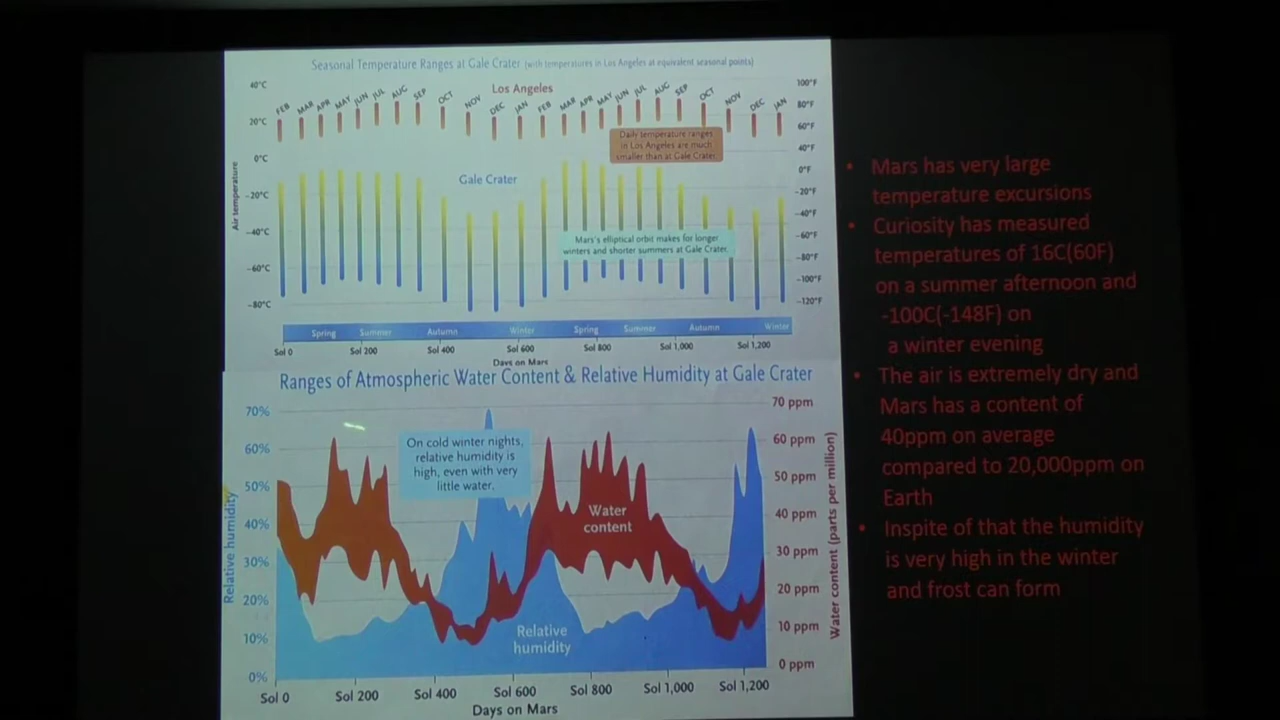 Seasonal Temperature Ranges at Gale Crater (with temperatures in Los Angeles at equivalent seasonal points)
40°C
20°C
0°C
-20°C
-40°C
-60°C
-80°C
Air temperature
100°F
80°F
60°F
40°F
0°F
-20°F
-40°F
-60°F
-80°F
-100°F
-120°F
Los Angeles
FEB MAR APR MAY JUN JUL AUG SEP OCT NOV DEC JAN FEB MAR APR MAY JUN JUL AUG SEP OCT NOV DEC JAN
Daily temperature ranges
in Los Angeles are much
smaller than at Gale Crater.
Gale Crater
Mars's elliptical orbit makes for longer
winters and shorter summers at Gale Crater.
Spring Summer Autumn Winter Spring Summer Autumn Winter
Sol 0 Sol 200 Sol 400 Sol 600 Sol 800 Sol 1,000 Sol 1,200
Days on Mars
Ranges of Atmospheric Water Content & Relative Humidity at Gale Crater
70%
60%
50%
40%
30%
20%
10%
0%
Relative humidity
70 ppm
60 ppm
50 ppm
40 ppm
30 ppm
20 ppm
10 ppm
0 ppm
Water content (parts per million)
On cold winter nights,
relative humidity is
high, even with very
little water.
Water
content
Relative
humidity
Sol 0 Sol 200 Sol 400 Sol 600 Sol 800 Sol 1,000 Sol 1,200
Days on Mars
• Mars has very large
temperature excursions
• Curiosity has measured
temperatures of 16C(60F)
on a summer afternoon and
-100C(-148F) on
a winter evening
• The air is extremely dry and
Mars has a content of
40ppm on average
compared to 20,000ppm on
Earth
• Inspite of that the humidity
is very high in the winter
and frost can form